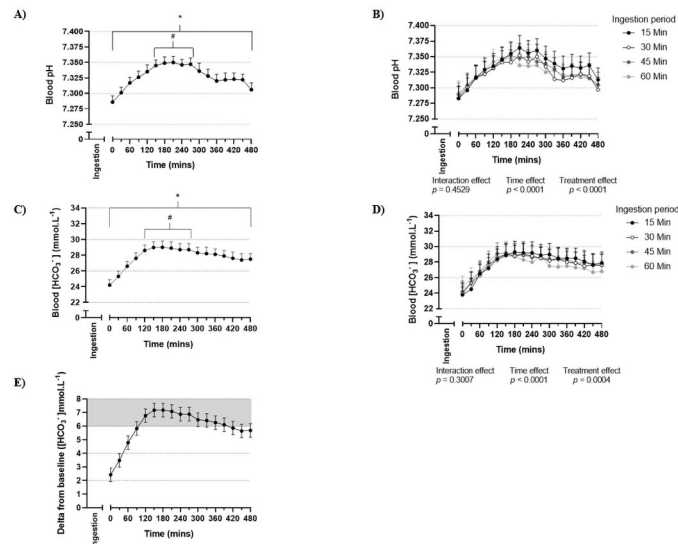 A)
*
#
7.400
7.375
7.350
7.325
7.300
7.275
7.250
0
Blood pH
Ingestion
0 60 120 180 240 300 360 420 480
Time (mins)
B)
7.400
7.375
7.350
7.325
7.300
7.275
7.250
0
Blood pH
Ingestion
0 60 120 180 240 300 360 420 480
Time (mins)
Ingestion period
15 Min
30 Min
45 Min
60 Min
Interaction effect Time effect Treatment effect
p = 0.4529 p < 0.0001 p < 0.0001
C)
*
#
34
32
30
28
26
24
22
0
Blood [HCO₃⁻] (mmol.L⁻¹)
Ingestion
0 60 120 180 240 300 360 420 480
Time (mins)
D)
34
32
30
28
26
24
22
0
Blood [HCO₃⁻] (mmol.L⁻¹)
Ingestion
0 60 120 180 240 300 360 420 480
Time (mins)
Ingestion period
15 Min
30 Min
45 Min
60 Min
Interaction effect Time effect Treatment effect
p = 0.3007 p < 0.0001 p = 0.0004
E)
8
7
6
5
4
3
2
1
0
Delta from baseline ([HCO₃⁻]mmol.L⁻¹)
Ingestion
0 60 120 180 240 300 360 420 480
Time (mins)